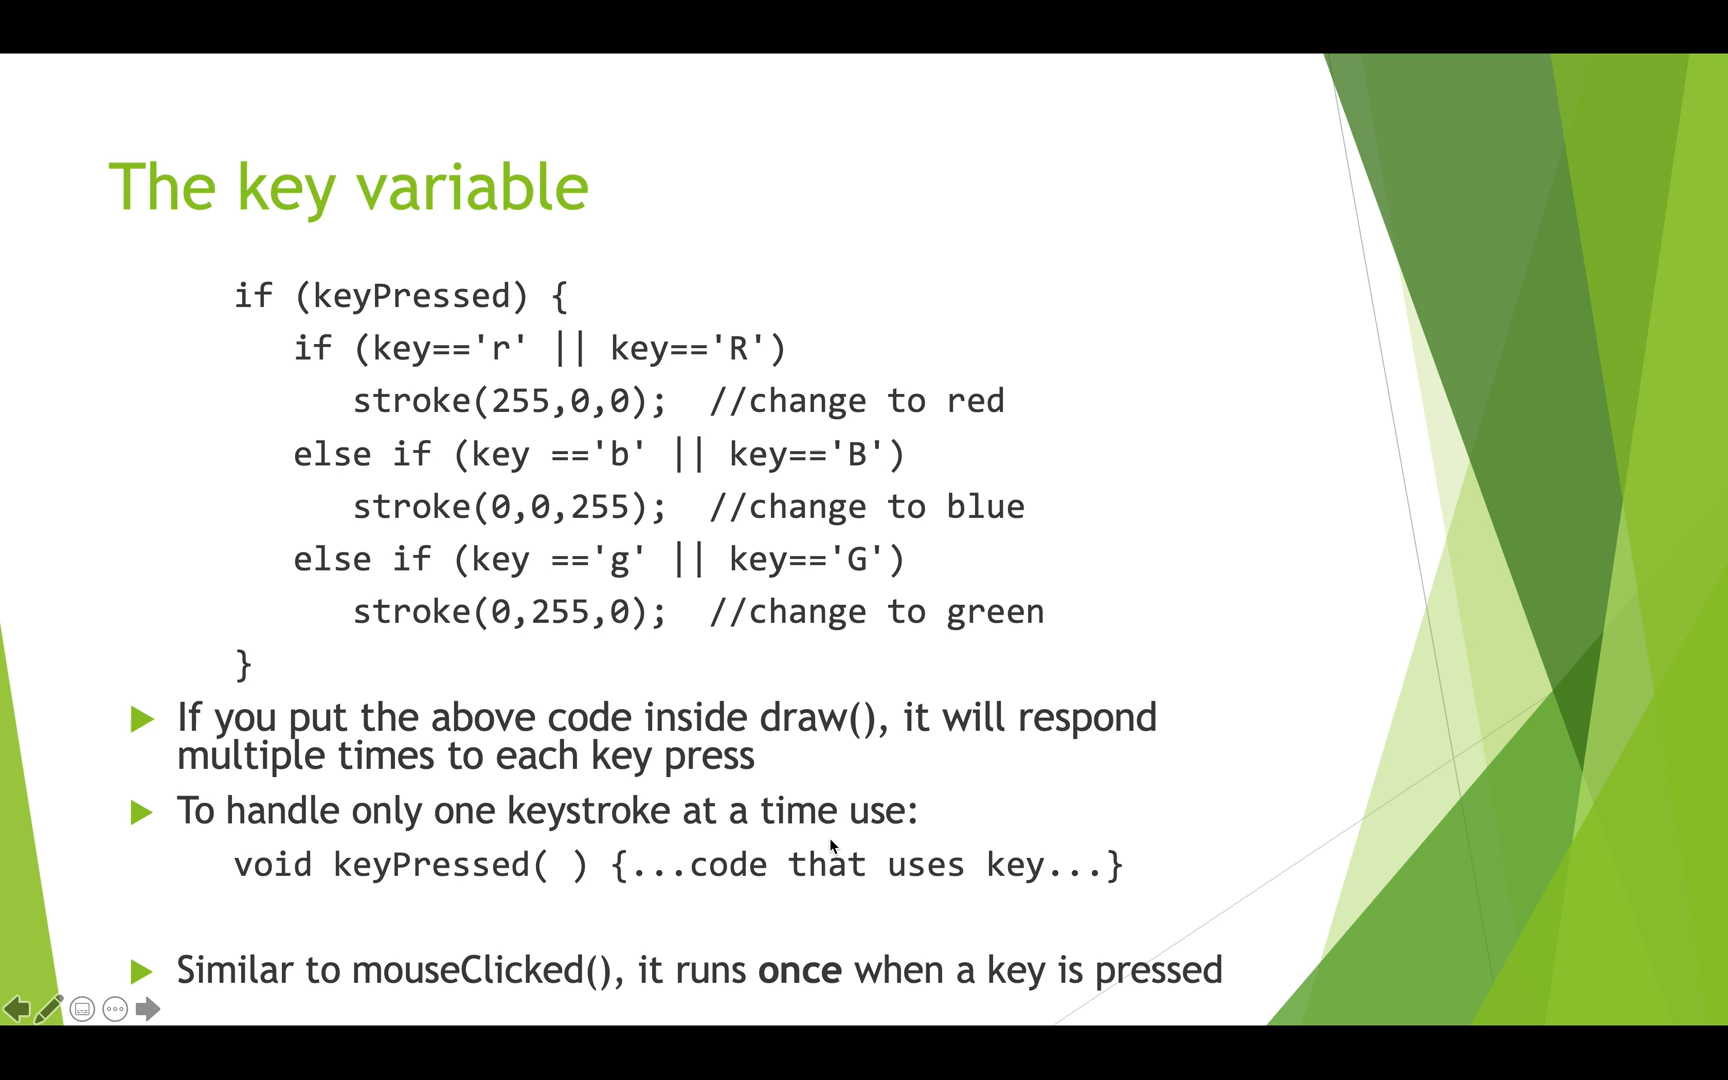 The key variable
if (keyPressed) {
if (key=='r' || key=='R')
stroke(255,0,0);  //change to red
else if (key =='b' || key=='B')
stroke(0,0,255);  //change to blue
else if (key =='g' || key=='G')
stroke(0,255,0);  //change to green
}
If you put the above code inside draw(), it will respond
multiple times to each key press
To handle only one keystroke at a time use:
void keyPressed( ) {...code that uses key...}
Similar to mouseClicked(), it runs once when a key is pressed